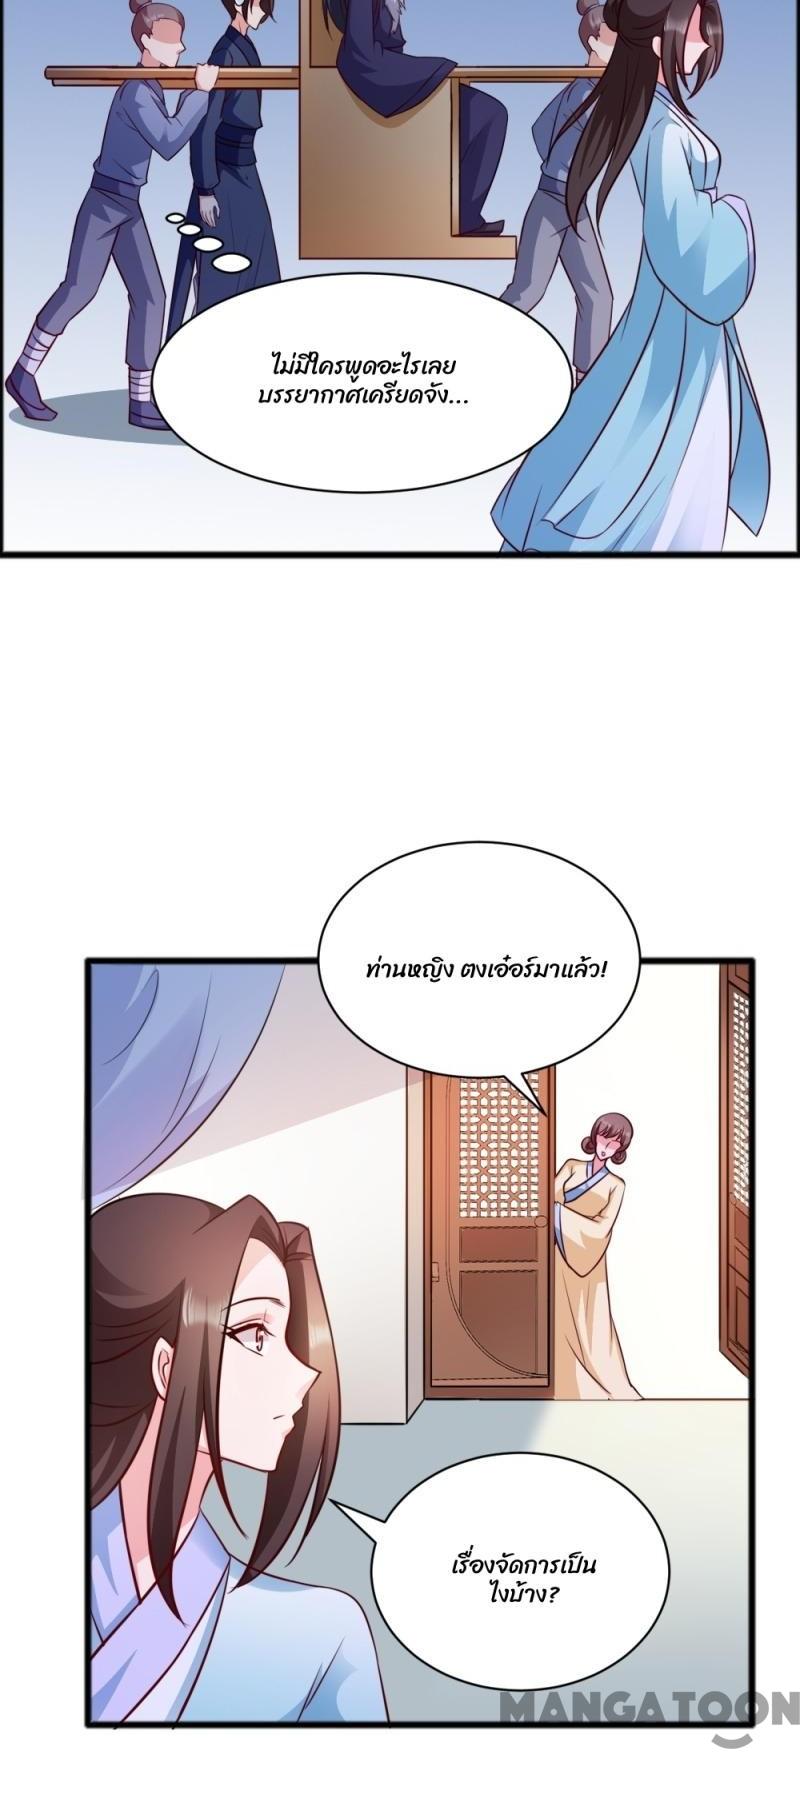 ไม่มีใครพูดอะไรเลย
บรรยากาศเครียดจัง...
ท่านหญิง ตงเอ๋อร์มาแล้ว!
เรื่องจัดการเป็น
ไงบ้าง?
MANGATOON